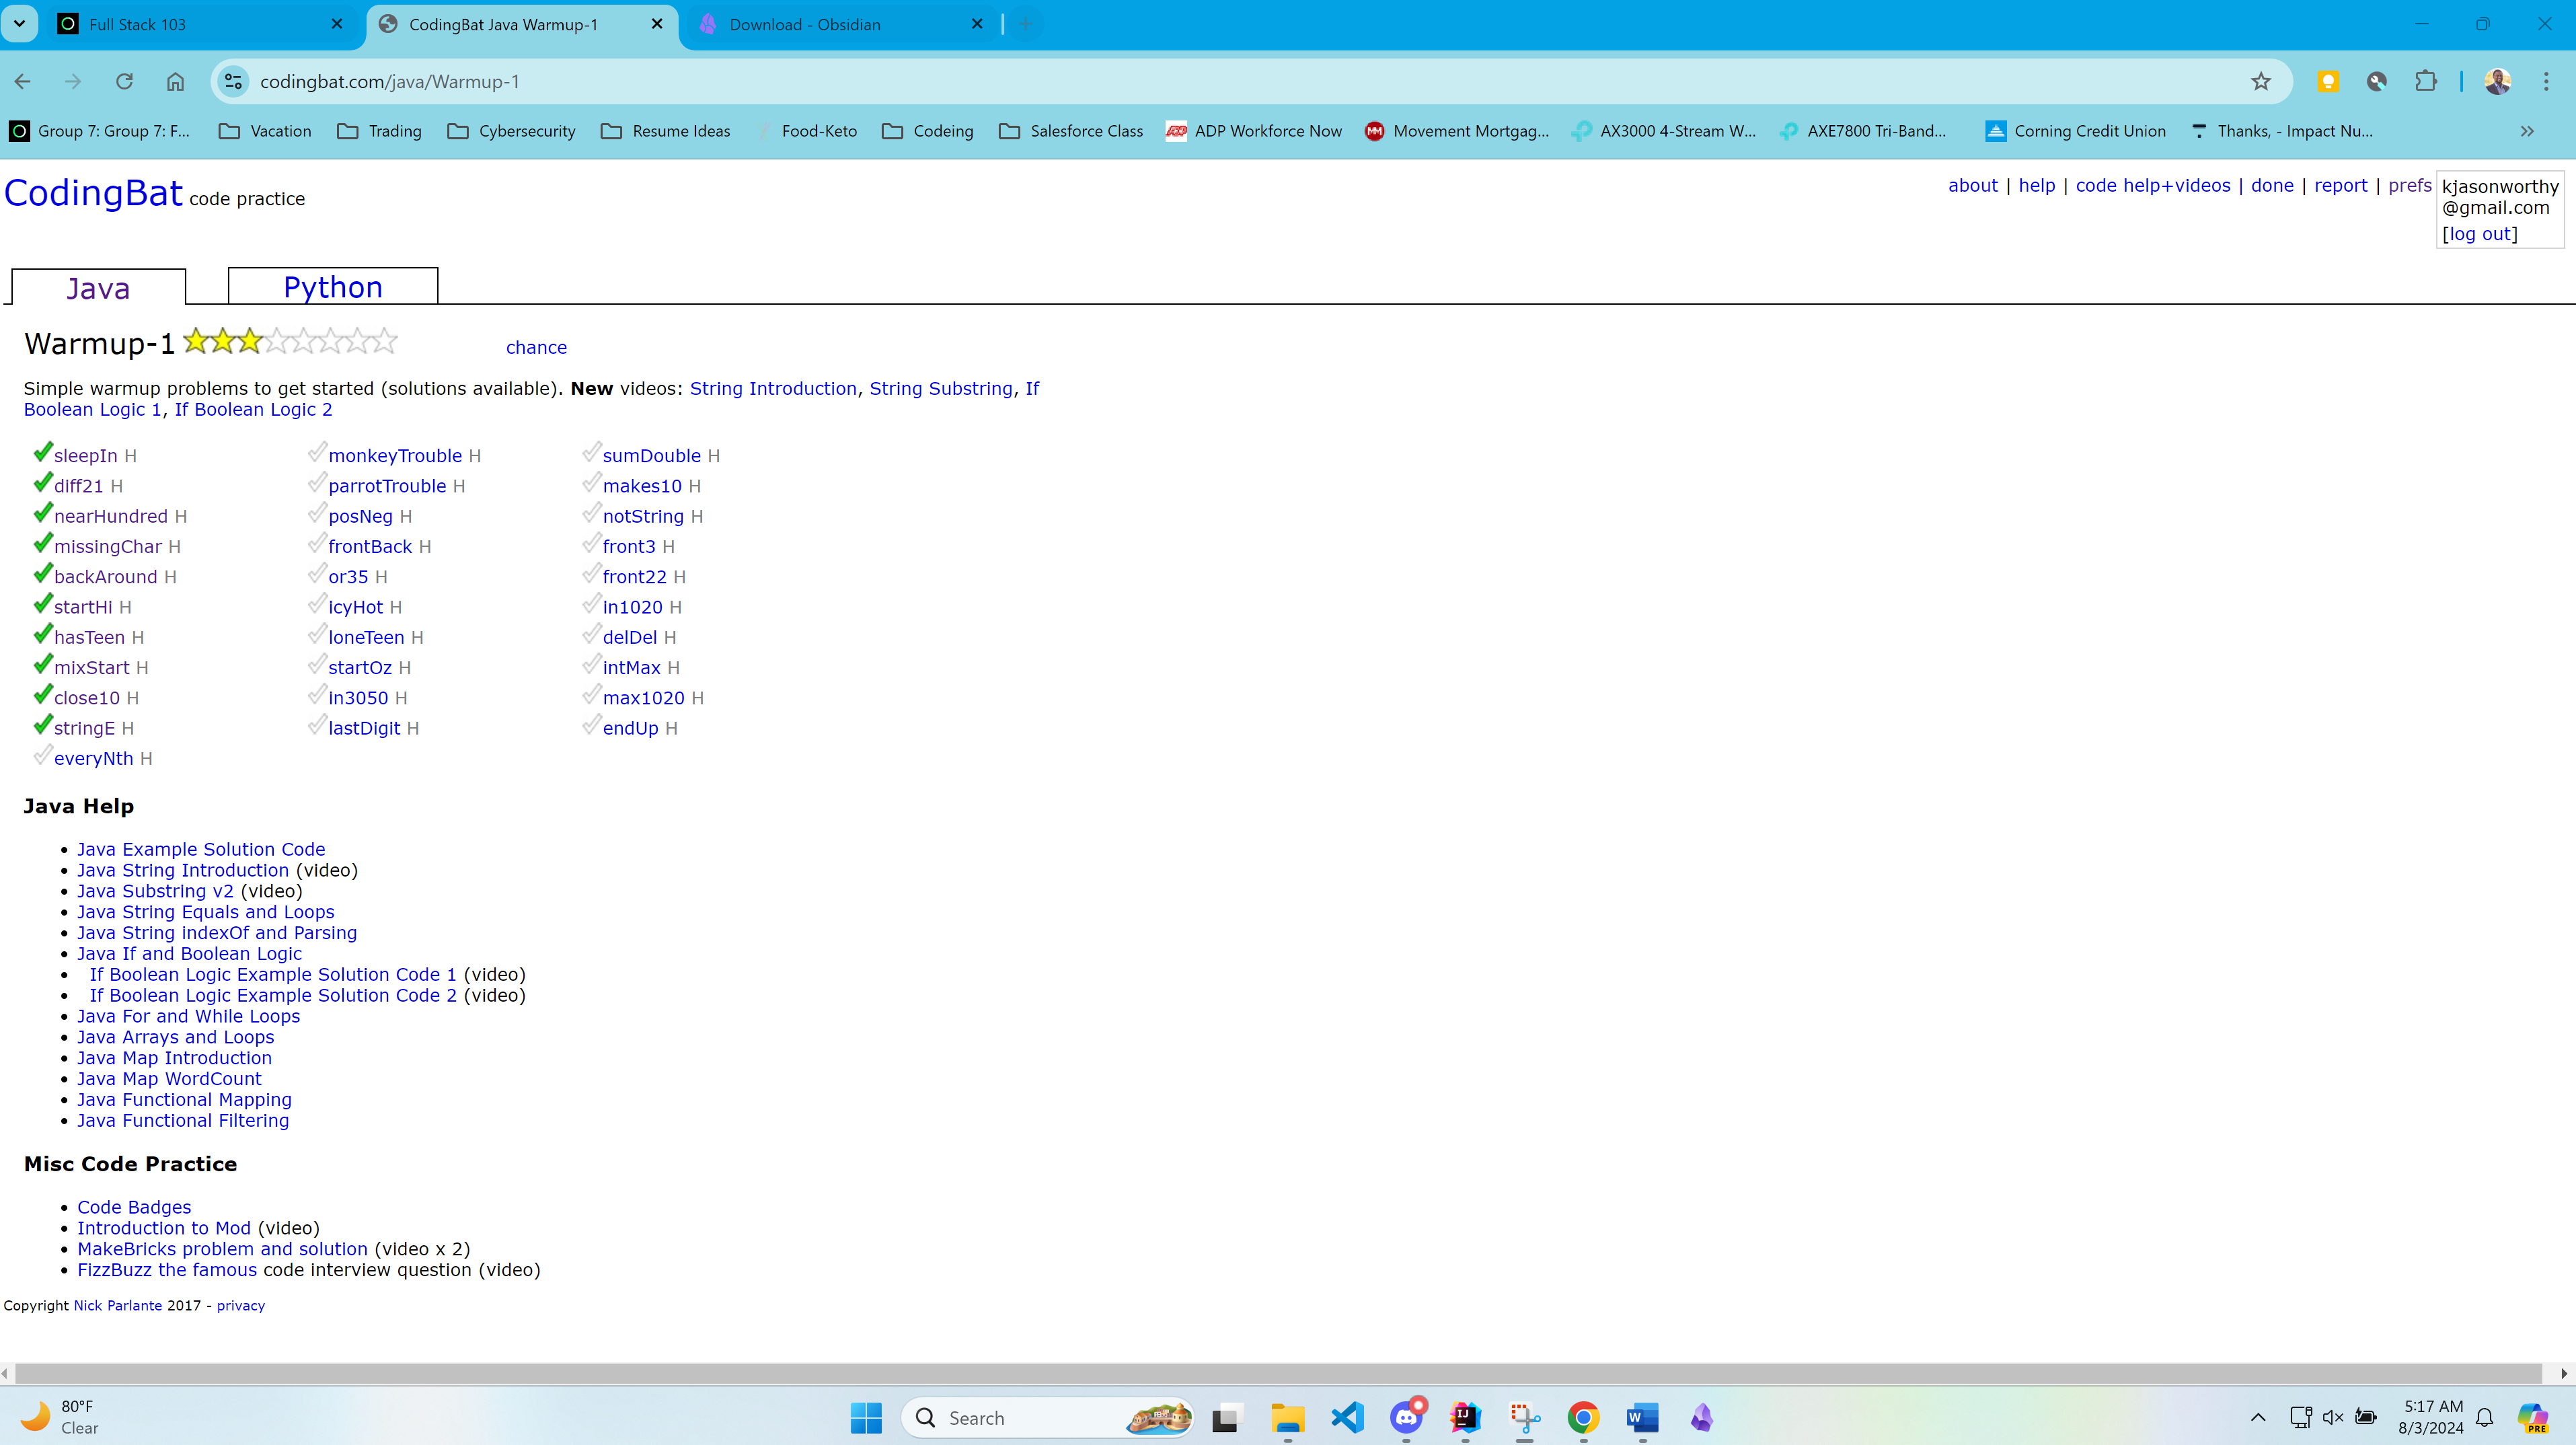 Full Stack 103
CodingBat Java Warmup-1
Download - Obsidian
codingbat.com/java/Warmup-1
Group 7: Group 7: F...
Vacation
Trading
Cybersecurity
Resume Ideas
Food-Keto
Codeing
Salesforce Class
ADP Workforce Now
Movement Mortgag...
AX3000 4-Stream W...
AXE7800 Tri-Band...
Corning Credit Union
Thanks, - Impact Nu...
CodingBat code practice
about | help | code help+videos | done | report | prefs
kjasonworthy
@gmail.com
[log out]
Java
Python
Warmup-1
chance
Simple warmup problems to get started (solutions available). New videos: String Introduction, String Substring, If
Boolean Logic 1, If Boolean Logic 2
sleepIn H
monkeyTrouble H
sumDouble H
diff21 H
parrotTrouble H
makes10 H
nearHundred H
posNeg H
notString H
missingChar H
frontBack H
front3 H
backAround H
or35 H
front22 H
startHi H
icyHot H
in1020 H
hasTeen H
loneTeen H
delDel H
mixStart H
startOz H
intMax H
close10 H
in3050 H
max1020 H
stringE H
lastDigit H
endUp H
everyNth H
Java Help
Java Example Solution Code
Java String Introduction (video)
Java Substring v2 (video)
Java String Equals and Loops
Java String indexOf and Parsing
Java If and Boolean Logic
If Boolean Logic Example Solution Code 1 (video)
If Boolean Logic Example Solution Code 2 (video)
Java For and While Loops
Java Arrays and Loops
Java Map Introduction
Java Map WordCount
Java Functional Mapping
Java Functional Filtering
Misc Code Practice
Code Badges
Introduction to Mod (video)
MakeBricks problem and solution (video x 2)
FizzBuzz the famous code interview question (video)
Copyright Nick Parlante 2017 - privacy
80°F
Clear
Search
5:17 AM
8/3/2024
PRE